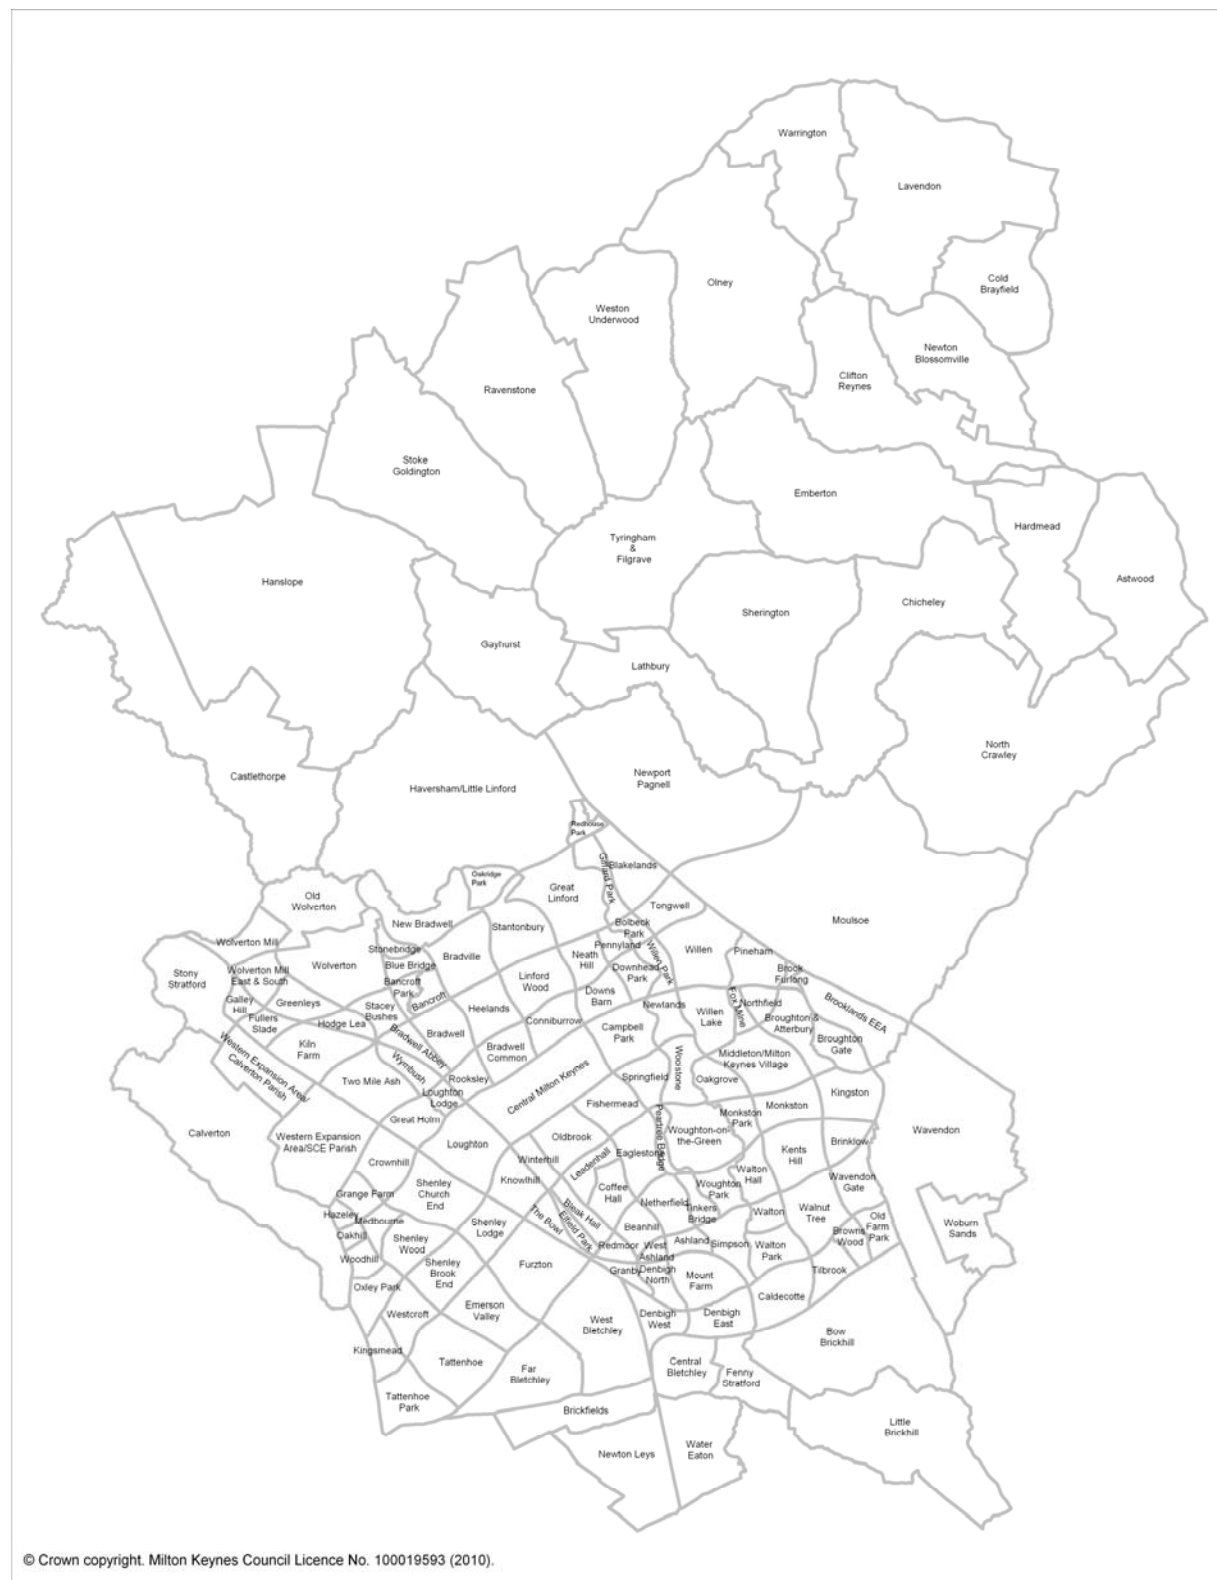 Warrington
Lavendon
Olney
Cold
Brayfield
Weston
Underwood
Newton
Blossomville
Clifton
Reynes
Ravenstone
Stoke
Goldington
Emberton
Hardmead
Tyringham
&
Filgrave
Astwood
Hanslope
Chicheley
Sherington
Gayhurst
Lathbury
North
Crawley
Castlethorpe
Newport
Pagnell
Haversham/Little Linford
Redhouse
Park
Giffard Park
Blakelands
Oakridge
Park
Great
Linford
Old
Wolverton
Tongwell
New Bradwell
Stantonbury
Bolbeck
Park
Moulsoe
Wolverton Mill
Stonebridge
Bradville
Pennyland
Willen Park
Willen
Pineham
Wolverton
Blue Bridge
Neath
Hill
Downhead
Park
Stony
Stratford
Wolverton Mill
East & South
Bancroft
Park
Linford
Wood
Brook
Furlong
Galley
Hill
Greenleys
Bancroft
Downs
Barn
Newlands
Fox Milne
Northfield
Brooklands EEA
Fullers
Slade
Hodge Lea
Stacey
Bushes
Heelands
Conniburrow
Willen
Lake
Broughton &
Atterbury
Kiln
Farm
Bradwell Abbey
Bradwell
Campbell
Park
Broughton
Gate
Western Expansion Area/
Calverton Parish
Wymbush
Bradwell
Common
Woolstone
Middleton/Milton
Keynes Village
Two Mile Ash
Rooksley
Central Milton Keynes
Springfield
Oakgrove
Loughton
Lodge
Kingston
Great Holm
Fishermead
Monkston
Park
Monkston
Calverton
Western Expansion
Area/SCE Parish
Loughton
Oldbrook
Peartree Bridge
Woughton-on
the-Green
Wavendon
Brinklow
Crownhill
Winterhill
Leadenhall
Eaglestone
Kents
Hill
Knowlhill
Walton
Hall
Wavendon
Gate
Grange Farm
Shenley
Church
End
Coffee
Hall
Woughton
Park
Netherfield
Hazeley
Medbourne
The Bowl
Bleak Hall
Elfield Park
Tinkers
Bridge
Walton
Walnut
Tree
Old
Farm
Park
Woburn
Sands
Oakhill
Shenley
Wood
Shenley
Lodge
Beanhill
Browns
Wood
Redmoor
West
Ashland
Ashland
Simpson
Walton
Park
Woodhill
Shenley
Brook
End
Furzton
Granby
Denbigh
North
Mount
Farm
Tilbrook
Oxley Park
Caldecotte
Westcroft
Emerson
Valley
West
Bletchley
Denbigh
West
Denbigh
East
Bow
Brickhill
Kingsmead
Tattenhoe
Far
Bletchley
Central
Bletchley
Fenny
Stratford
Tattenhoe
Park
Brickfields
Little
Brickhill
Newton Leys
Water
Eaton
© Crown copyright. Milton Keynes Council Licence No. 100019593 (2010).